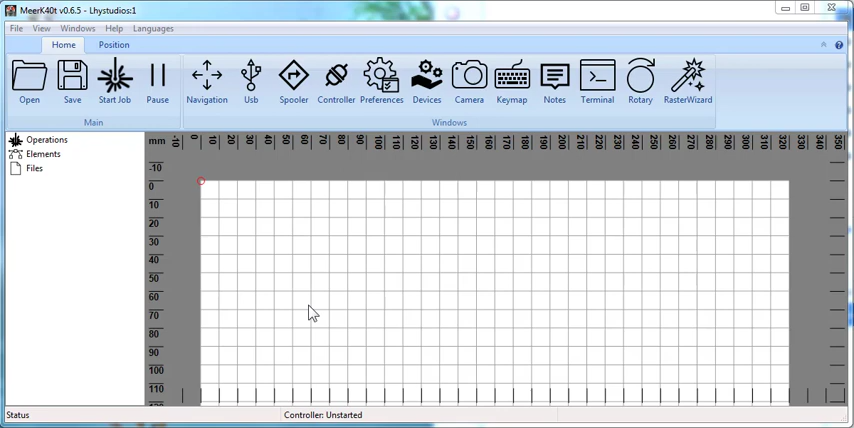 MeerK40t v0.6.5 - Lhystudios:1
File View Windows Help Languages
Home Position
Open Save Start Job Pause Navigation Usb Spooler Controller Preferences Devices Camera Keymap Notes Terminal Rotary RasterWizard
Main Windows
Operations
Elements
Files
mm -10 0 10 20 30 40 50 60 70 80 90 100 110 120 130 140 150 160 170 180 190 200 210 220 230 240 250 260 270 280 290 300 310 320 330 340 350
-10
0
10
20
30
40
50
60
70
80
90
100
110
Status Controller: Unstarted